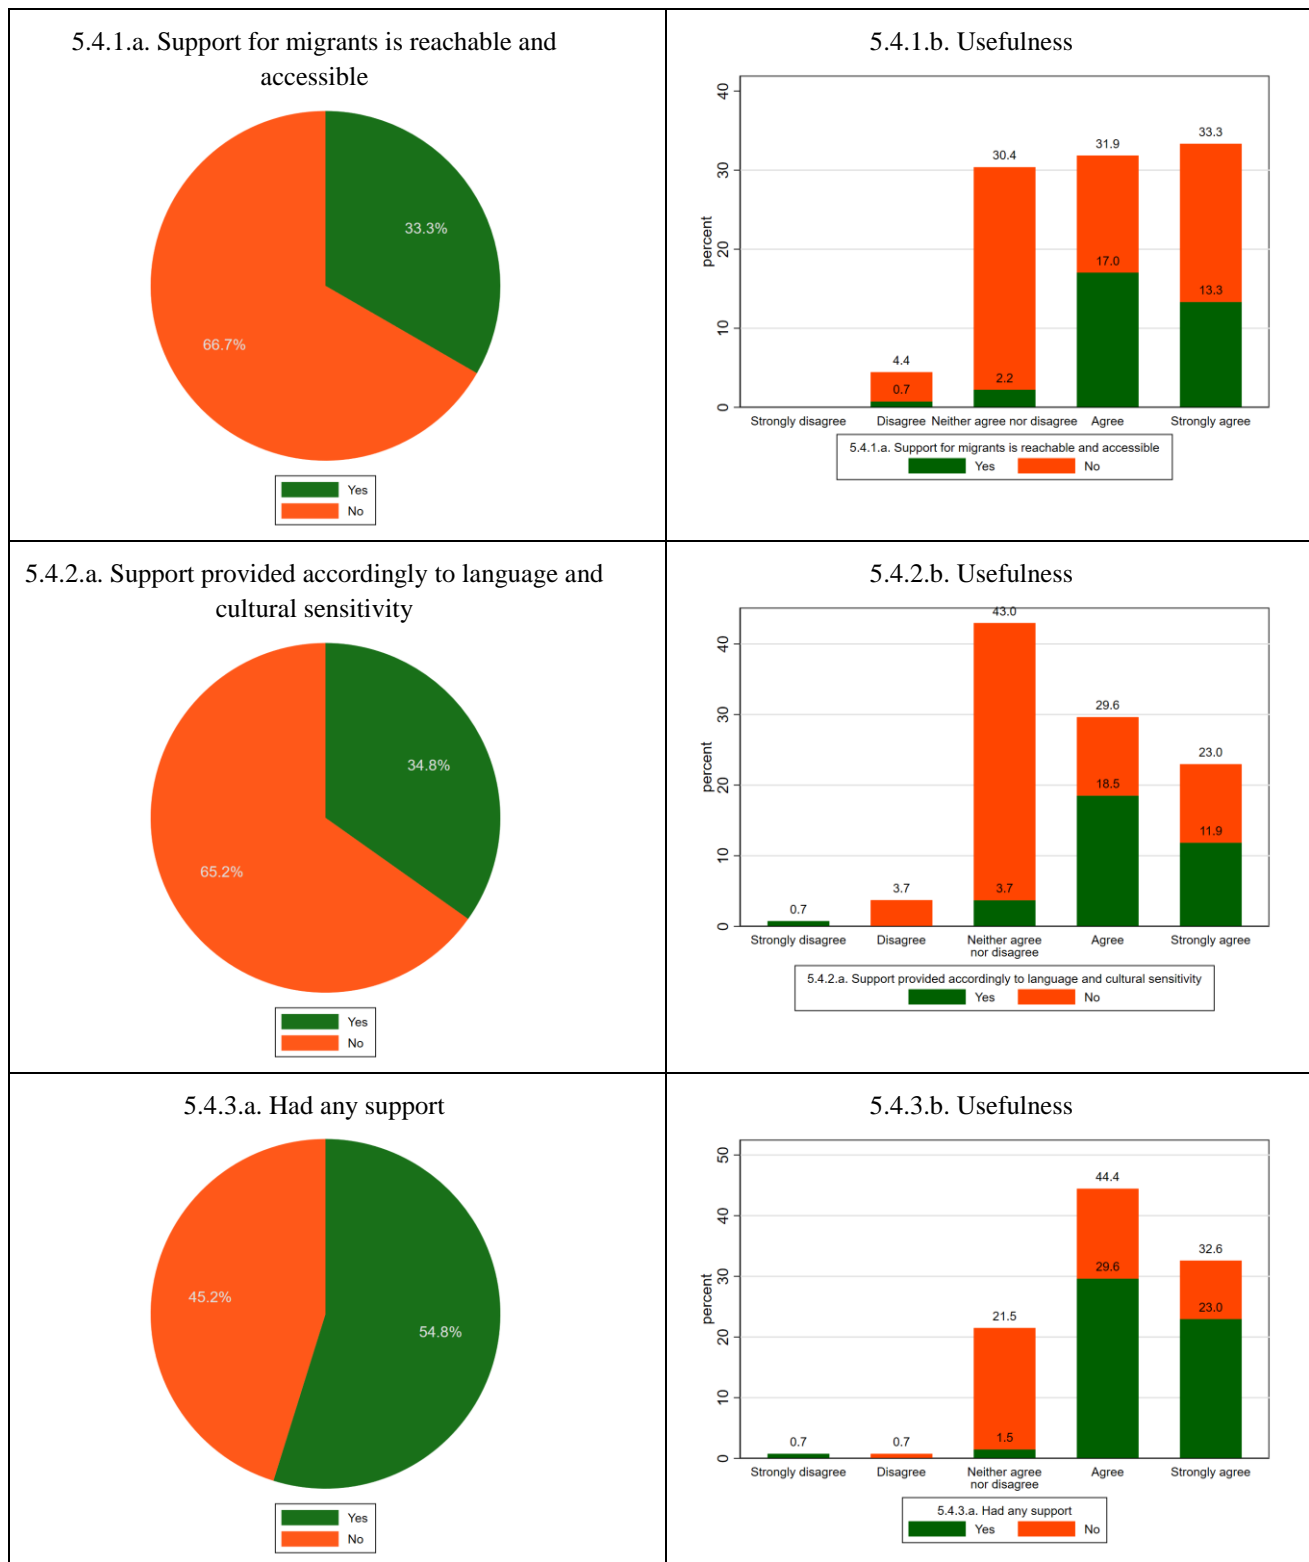 5.4.1.a. Support for migrants is reachable and
accessible
33.3%
66.7%
Yes
No
5.4.1.b. Usefulness
percent
40
30
20
10
0
4.4
0.7
30.4
2.2
31.9
17.0
33.3
13.3
Strongly disagree Disagree Neither agree nor disagree Agree Strongly agree
5.4.1.a. Support for migrants is reachable and accessible
Yes No
5.4.2.a. Support provided accordingly to language and
cultural sensitivity
34.8%
65.2%
Yes
No
5.4.2.b. Usefulness
percent
40
30
20
10
0
0.7
3.7
43.0
3.7
29.6
18.5
23.0
11.9
Strongly disagree Disagree Neither agree Agree Strongly agree
nor disagree
5.4.2.a. Support provided accordingly to language and cultural sensitivity
Yes No
5.4.3.a. Had any support
45.2%
54.8%
Yes
No
5.4.3.b. Usefulness
percent
50
40
30
20
10
0
0.7
0.7
21.5
1.5
44.4
29.6
32.6
23.0
Strongly disagree Disagree Neither agree Agree Strongly agree
nor disagree
5.4.3.a. Had any support
Yes No